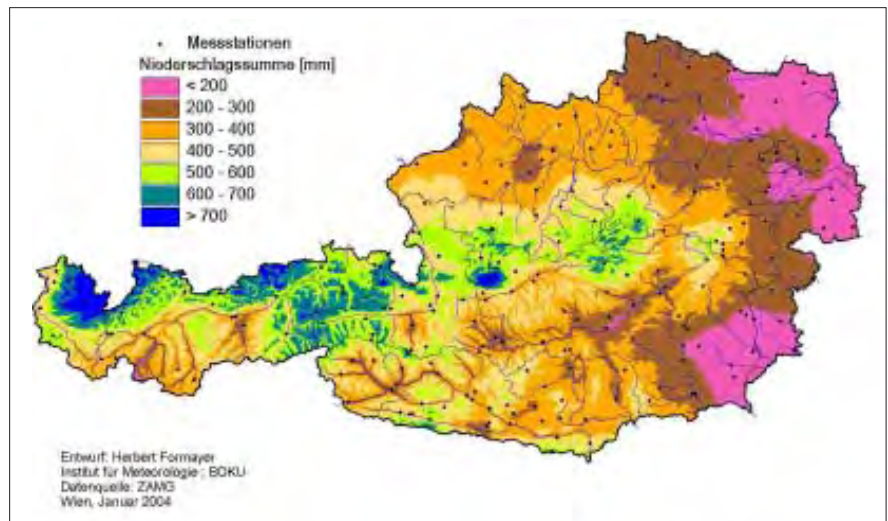 Messstationen
Niederschlagssumme [mm]
< 200
200 - 300
300 - 400
400 - 500
500 - 600
600 - 700
> 700
Entwurf: Herbert Formayer
Institut für Meteorologie ; BOKU
Datenquelle: ZAMG
Wien, Januar 2004